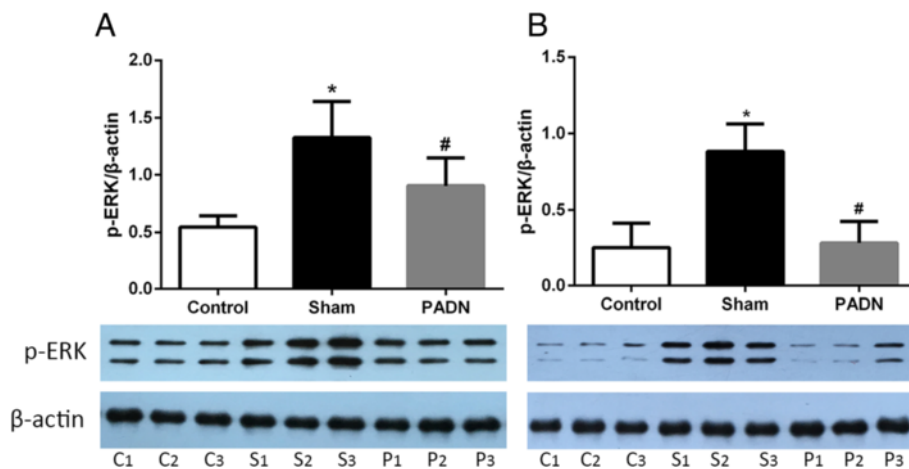 A
p-ERK/β-actin
2.0
1.5
1.0
0.5
0.0
*
#
Control Sham PADN
B
p-ERK/β-actin
1.5
1.0
0.5
0.0
*
#
Control Sham PADN
p-ERK
β-actin
C1 C2 C3 S1 S2 S3 P1 P2 P3
C1 C2 C3 S1 S2 S3 P1 P2 P3